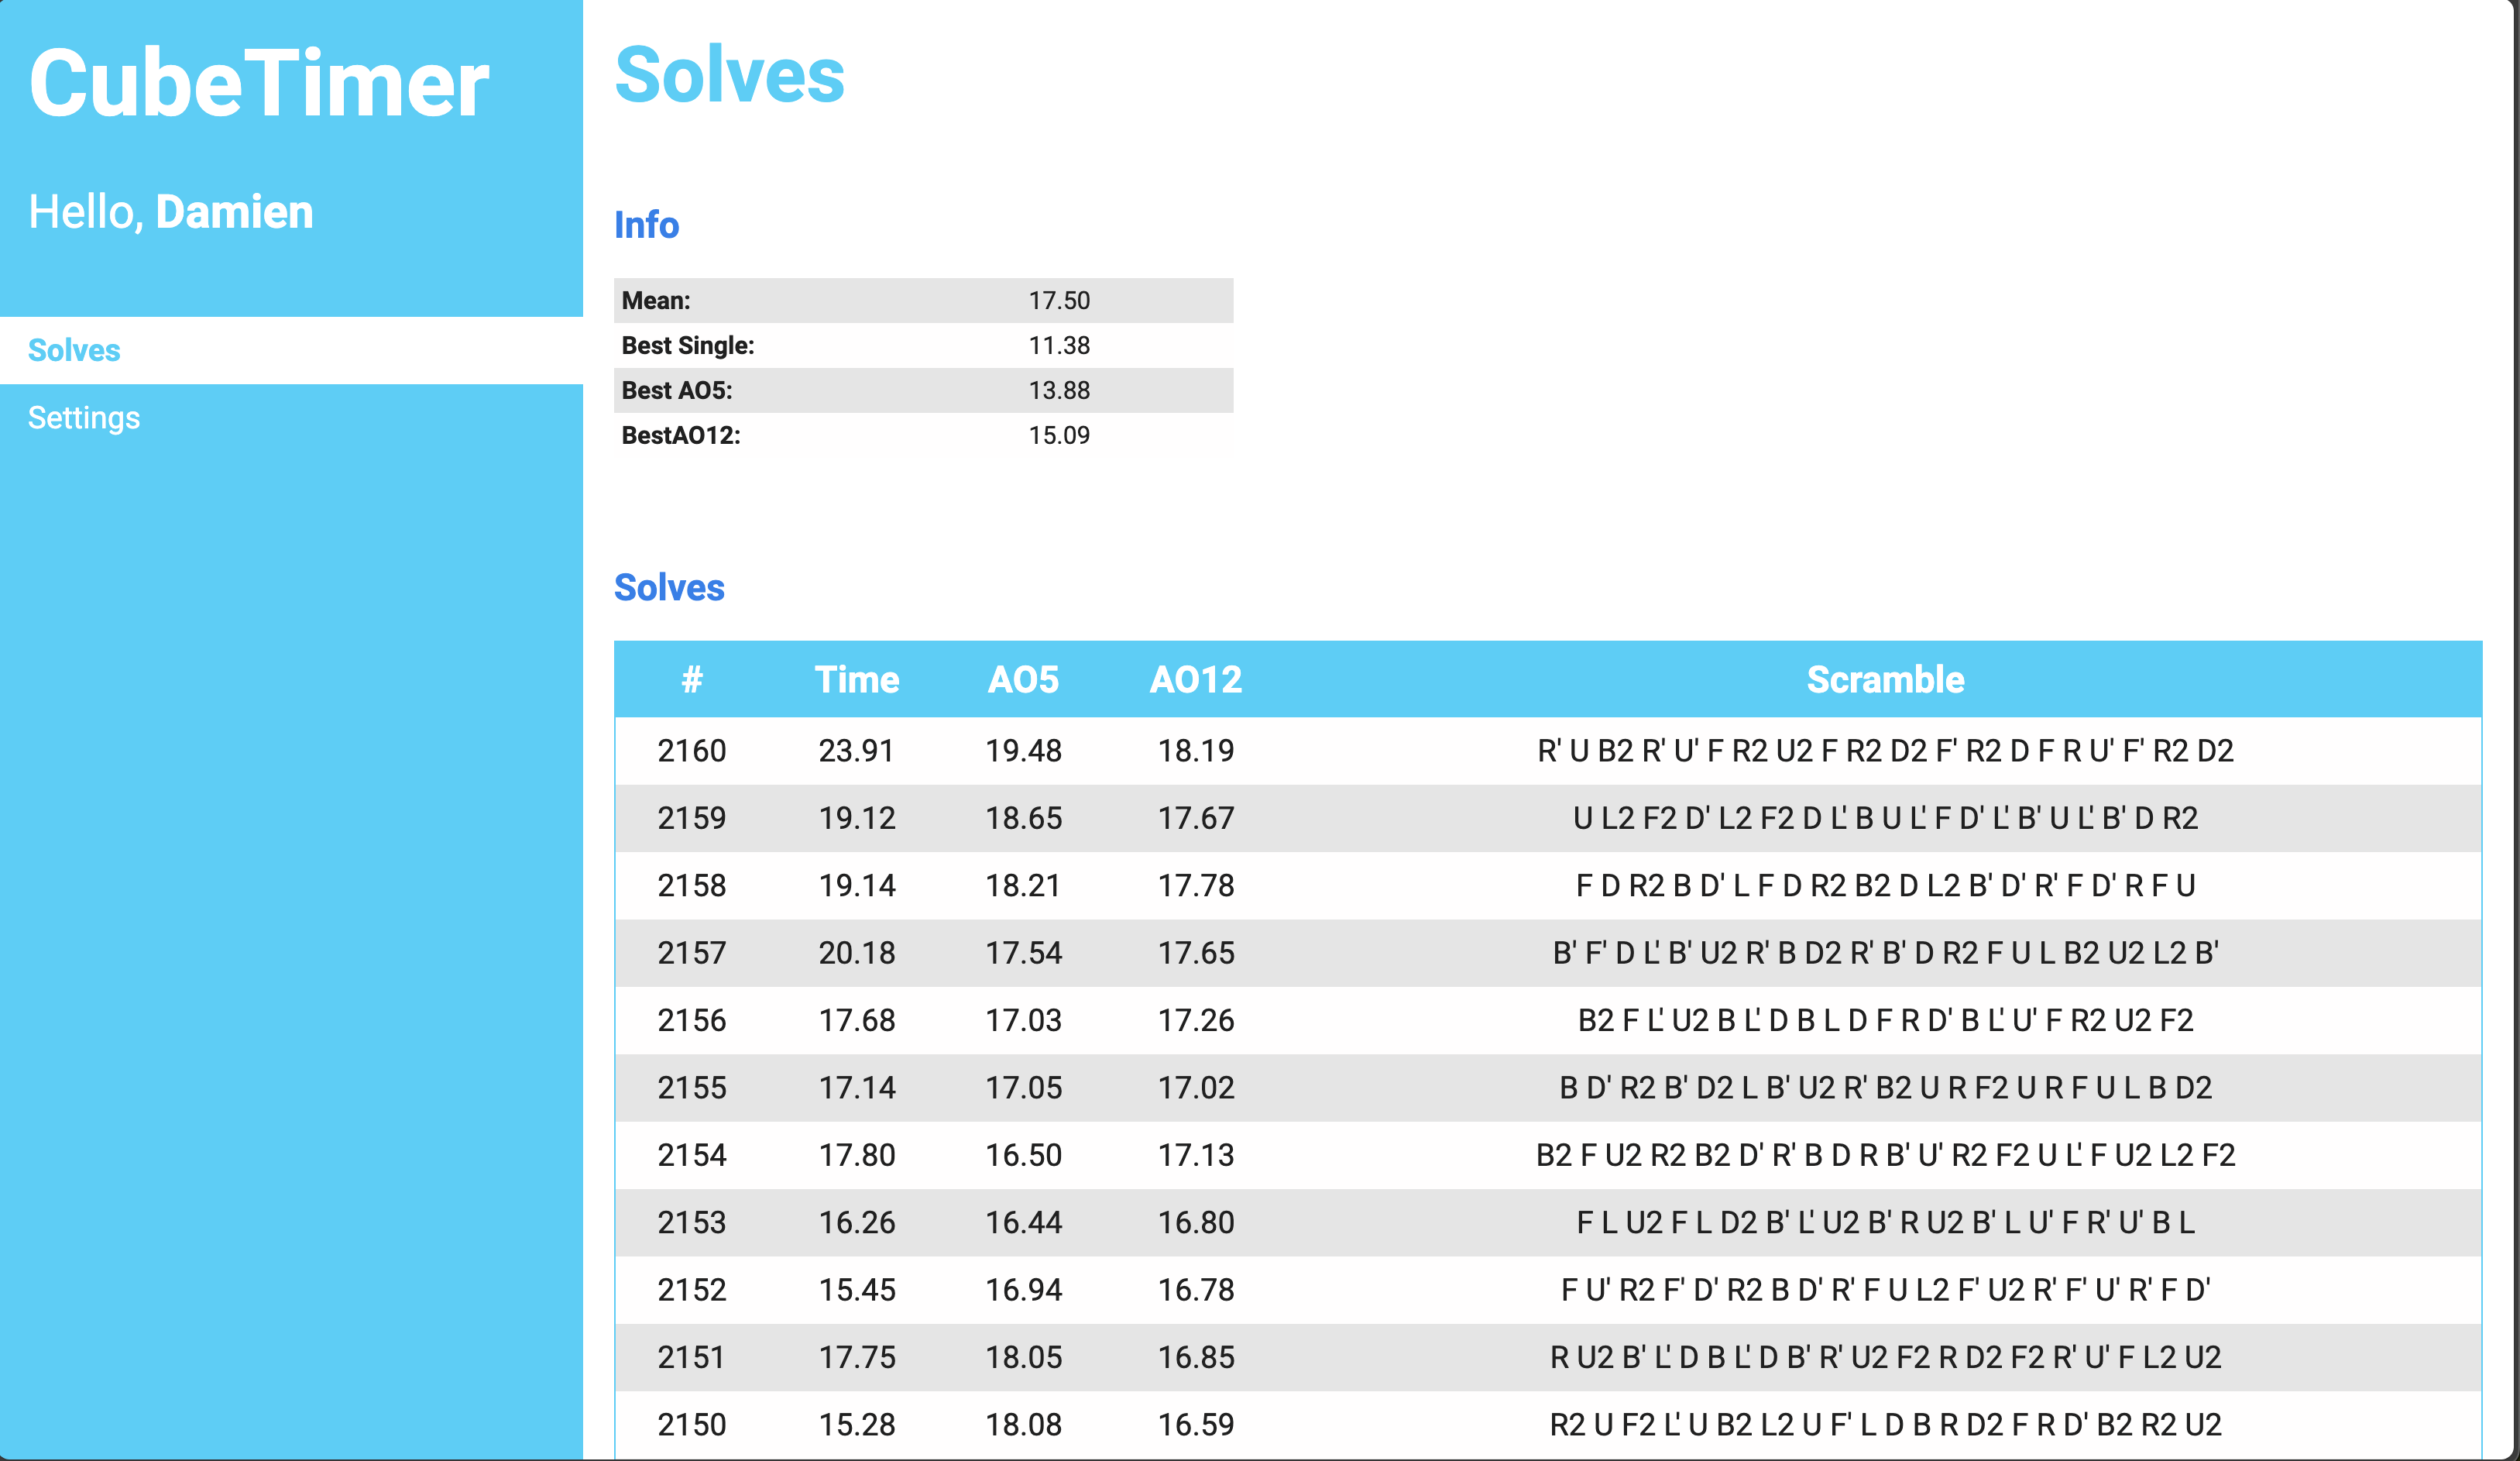 CubeTimer
Hello, Damien
Solves
Settings
Solves
Info
Mean: 17.50
Best Single: 11.38
Best AO5: 13.88
BestAO12: 15.09
Solves
# Time AO5 AO12 Scramble
2160 23.91 19.48 18.19 R' U B2 R' U' F R2 U2 F R2 D2 F' R2 D F R U' F' R2 D2
2159 19.12 18.65 17.67 U L2 F2 D' L2 F2 D L' B U L' F D' L' B' U L' B' D R2
2158 19.14 18.21 17.78 F D R2 B D' L F D R2 B2 D L2 B' D' R' F D' R F U
2157 20.18 17.54 17.65 B' F' D L' B' U2 R' B D2 R' B' D R2 F U L B2 U2 L2 B'
2156 17.68 17.03 17.26 B2 F L' U2 B L' D B L D F R D' B L' U' F R2 U2 F2
2155 17.14 17.05 17.02 B D' R2 B' D2 L B' U2 R' B2 U R F2 U R F U L B D2
2154 17.80 16.50 17.13 B2 F U2 R2 B2 D' R' B D R B' U' R2 F2 U L' F U2 L2 F2
2153 16.26 16.44 16.80 F L U2 F L D2 B' L' U2 B' R U2 B' L U' F R' U' B L
2152 15.45 16.94 16.78 F U' R2 F' D' R2 B D' R' F U L2 F' U2 R' F' U' R' F D'
2151 17.75 18.05 16.85 R U2 B' L' D B L' D B' R' U2 F2 R D2 F2 R' U' F L2 U2
2150 15.28 18.08 16.59 R2 U F2 L' U B2 L2 U F' L D B R D2 F R D' B2 R2 U2